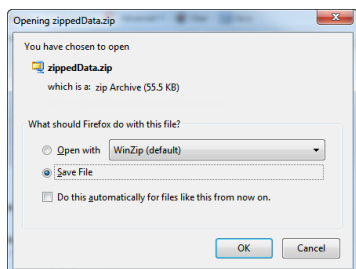 Opening zippedData.zip
You have chosen to open
zippedData.zip
which is a: zip Archive (55.5 KB)
What should Firefox do with this file?
Open with WinZip (default)
Save File
Do this automatically for files like this from now on.
OK Cancel